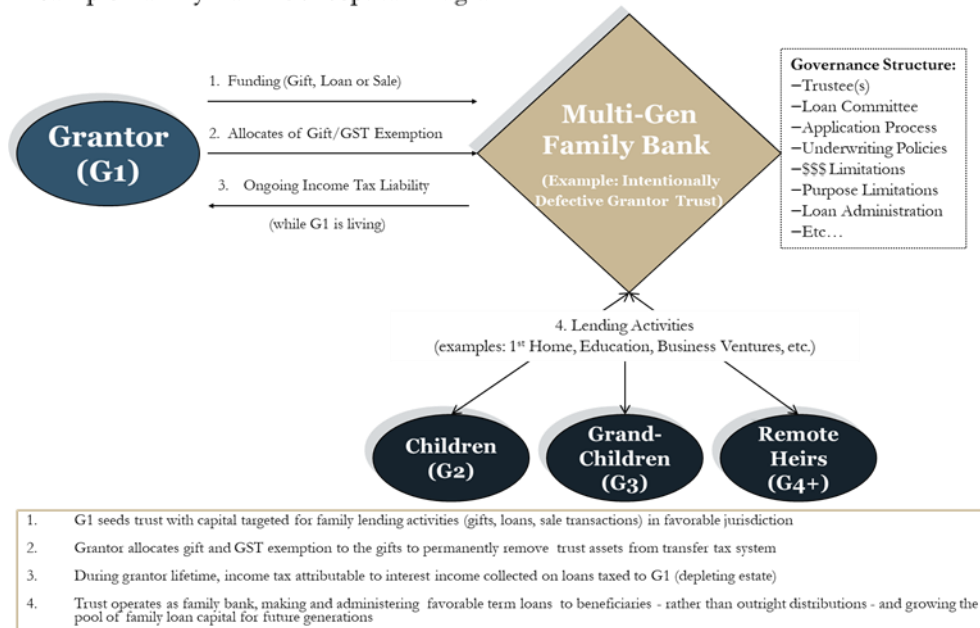 Grantor
(G1)
1. Funding (Gift, Loan or Sale)
2. Allocates of Gift/GST Exemption
3. Ongoing Income Tax Liability
(while G1 is living)
Multi-Gen
Family Bank
(Example: Intentionally
Defective Grantor Trust)
Governance Structure:
–Trustee(s)
–Loan Committee
–Application Process
–Underwriting Policies
–$$$ Limitations
–Purpose Limitations
–Loan Administration
–Etc…
4. Lending Activities
(examples: 1st Home, Education, Business Ventures, etc.)
Children
(G2)
Grand-
Children
(G3)
Remote
Heirs
(G4+)
1. G1 seeds trust with capital targeted for family lending activities (gifts, loans, sale transactions) in favorable jurisdiction
2. Grantor allocates gift and GST exemption to the gifts to permanently remove trust assets from transfer tax system
3. During grantor lifetime, income tax attributable to interest income collected on loans taxed to G1 (depleting estate)
4. Trust operates as family bank, making and administering favorable term loans to beneficiaries - rather than outright distributions - and growing the
pool of family loan capital for future generations